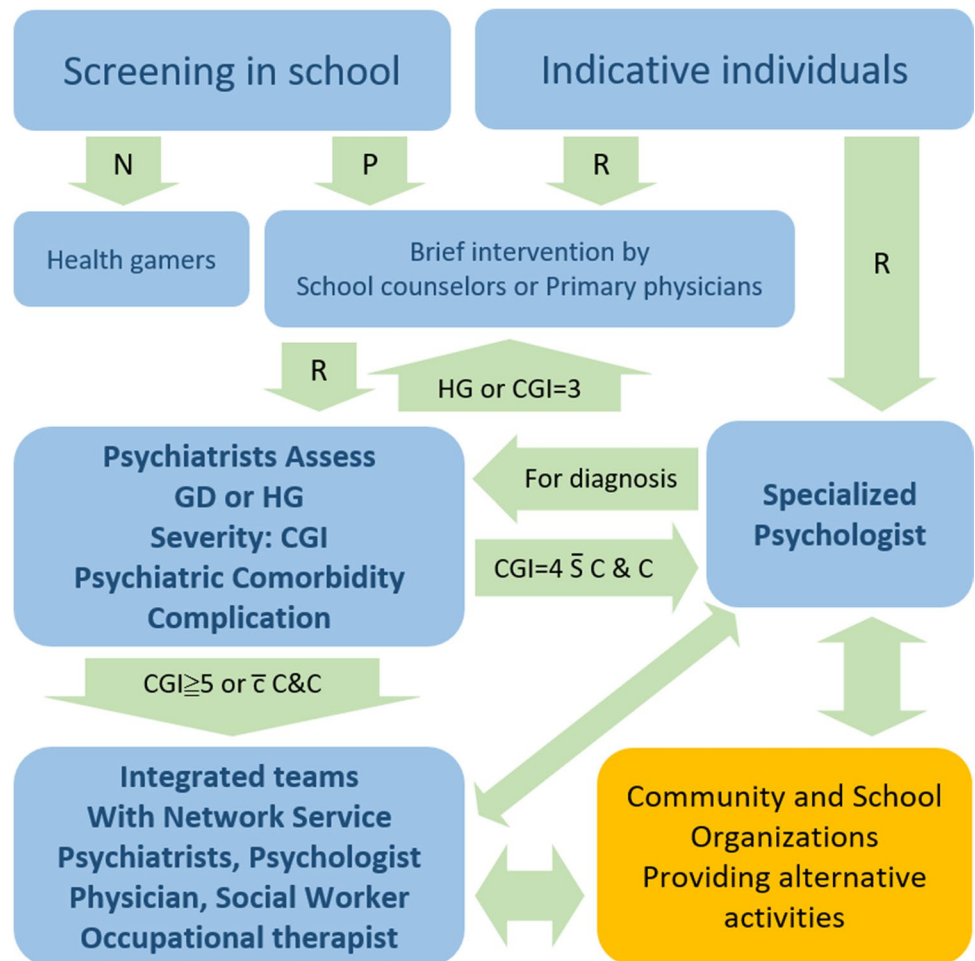 Screening in school
Indicative individuals
N
P
R
R
Health gamers
Brief intervention by
School counselors or Primary physicians
R
HG or CGI=3
Psychiatrists Assess
GD or HG
Severity: CGI
Psychiatric Comorbidity
Complication
For diagnosis
CGI=4 S̄ C & C
Specialized
Psychologist
CGI≧5 or c̄ C&C
Integrated teams
With Network Service
Psychiatrists, Psychologist
Physician, Social Worker
Occupational therapist
Community and School
Organizations
Providing alternative
activities